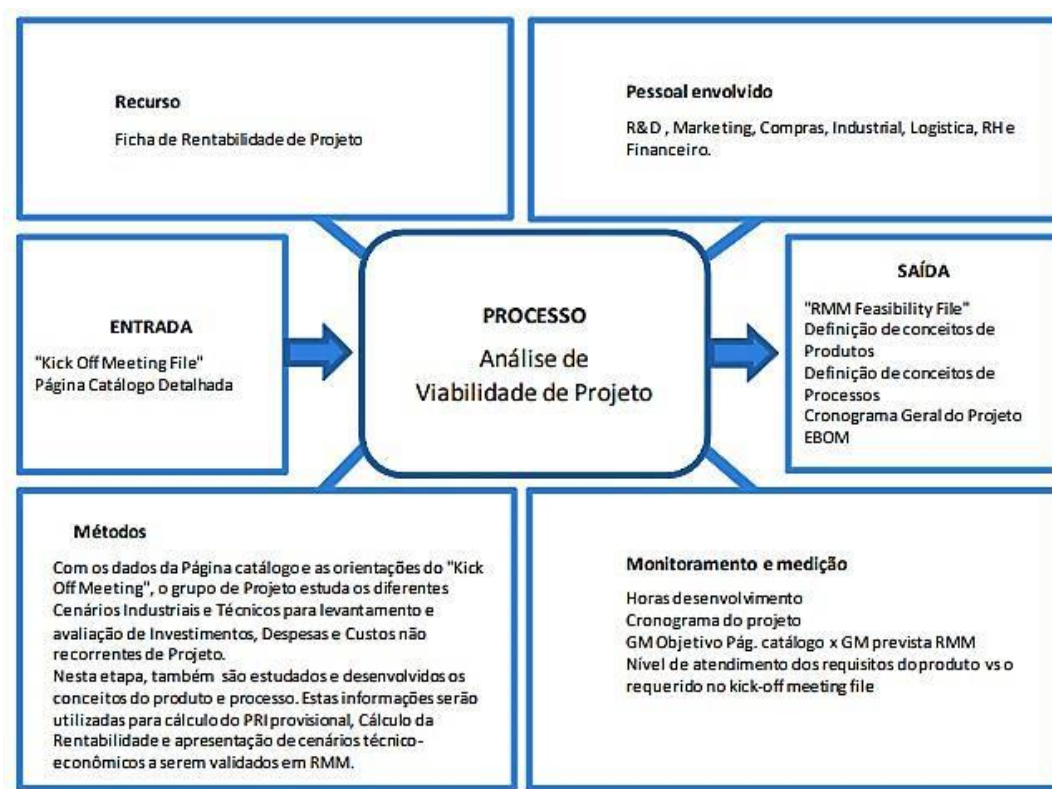 Recurso
Ficha de Rentabilidade de Projeto
Pessoal envolvido
R&D , Marketing, Compras, Industrial, Logistica, RH e
Financeiro.
ENTRADA
"Kick Off Meeting File"
Página Catálogo Detalhada
PROCESSO
Análise de
Viabilidade de Projeto
SAÍDA
"RMM Feasibility File"
Definição de conceitos de
Produtos
Definição de conceitos de
Processos
Cronograma Geral do Projeto
EBOM
Métodos
Com os dados da Página catálogo e as orientações do "Kick
Off Meeting", o grupo de Projeto estuda os diferentes
Cenários Industriais e Técnicos para levantamento e
avaliação de Investimentos, Despesas e Custos não
recorrentes de Projeto.
Nesta etapa, também são estudados e desenvolvidos os
conceitos do produto e processo. Estas informações serão
utilizadas para cálculo do PRI provisional, Cálculo da
Rentabilidade e apresentação de cenários técnico-
econômicos a serem validados em RMM.
Monitoramento e medição
Horas desenvolvimento
Cronograma do projeto
GM Objetivo Pág. catálogo x GM prevista RMM
Nível de atendimento dos requisitos do produto vs o
requerido no kick-off meeting file